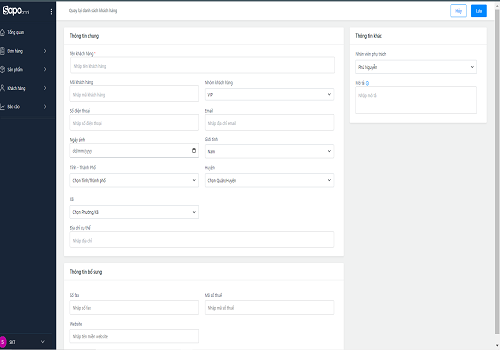 Sapo
Quay lại danh sách khách hàng
Hủy
Lưu
Tổng quan
Đơn hàng
Sản phẩm
Khách hàng
Báo cáo
Thông tin chung
Tên khách hàng *
Nhập tên khách hàng
Mã khách hàng
Nhóm khách hàng
Nhập mã khách hàng
VIP
Số điện thoại
Email
Nhập số điện thoại
Nhập địa chỉ email
Ngày sinh
Giới tính
dd/mm/yyyy
Nam
Tỉnh - Thành Phố
Huyện
Chọn Tỉnh/Thành phố
Chọn Quận/Huyện
Xã
Chọn Phường/Xã
Địa chỉ cụ thể
Nhập địa chỉ
Thông tin bổ sung
Số fax
Mã số thuế
Nhập số fax
Nhập mã số thuế
Website
Nhập tên miền website
Thông tin khác
Nhân viên phụ trách
Phú Nguyễn
Mô tả
Nhập mô tả